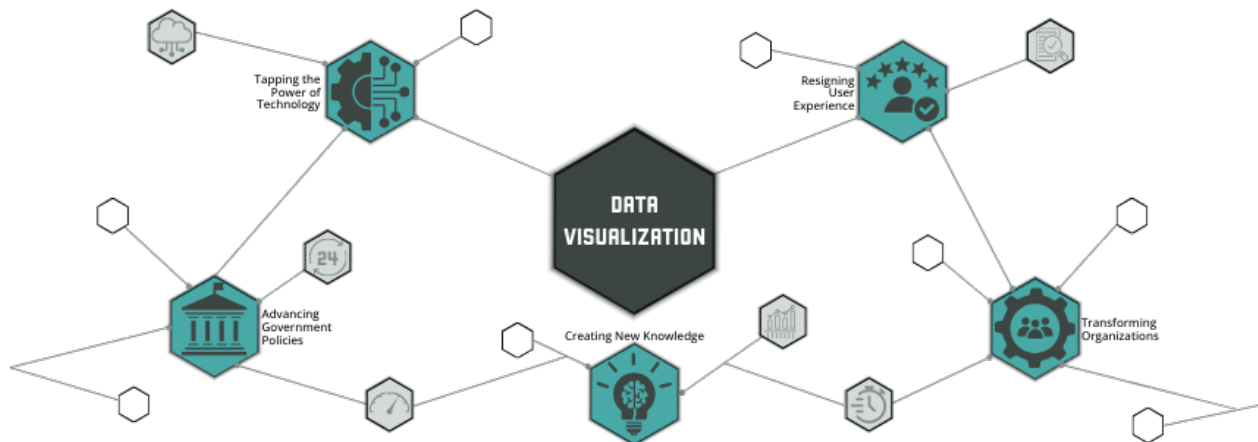 Tapping the
Power of
Technology
Resigning
User
Experience
DATA
VISUALIZATION
24
Advancing
Government
Policies
Creating New Knowledge
Transforming
Organizations